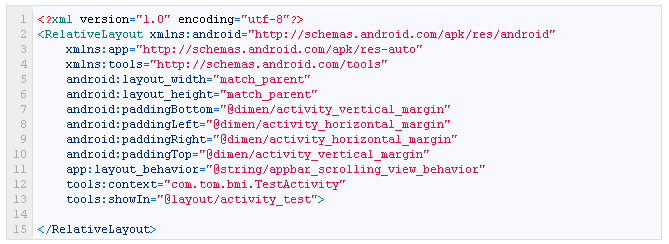 1 <?xml version="1.0" encoding="utf-8"?>
2 <RelativeLayout xmlns:android="http://schemas.android.com/apk/res/android"
3     xmlns:app="http://schemas.android.com/apk/res-auto"
4     xmlns:tools="http://schemas.android.com/tools"
5     android:layout_width="match_parent"
6     android:layout_height="match_parent"
7     android:paddingBottom="@dimen/activity_vertical_margin"
8     android:paddingLeft="@dimen/activity_horizontal_margin"
9     android:paddingRight="@dimen/activity_horizontal_margin"
10     android:paddingTop="@dimen/activity_vertical_margin"
11     app:layout_behavior="@string/appbar_scrolling_view_behavior"
12     tools:context="com.tom.bmi.TestActivity"
13     tools:showIn="@layout/activity_test">
14
15 </RelativeLayout>